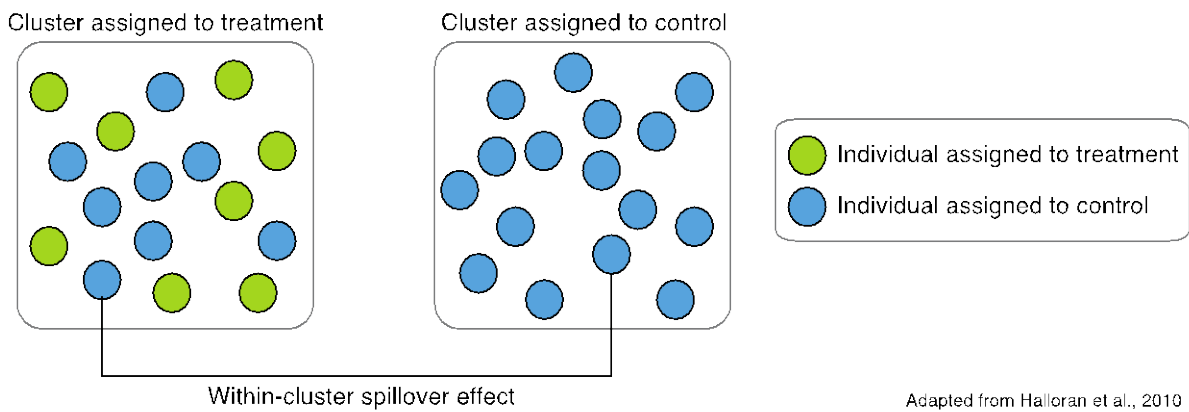 Cluster assigned to treatment
Cluster assigned to control
Individual assigned to treatment
Individual assigned to control
Within-cluster spillover effect
Adapted from Halloran et al., 2010